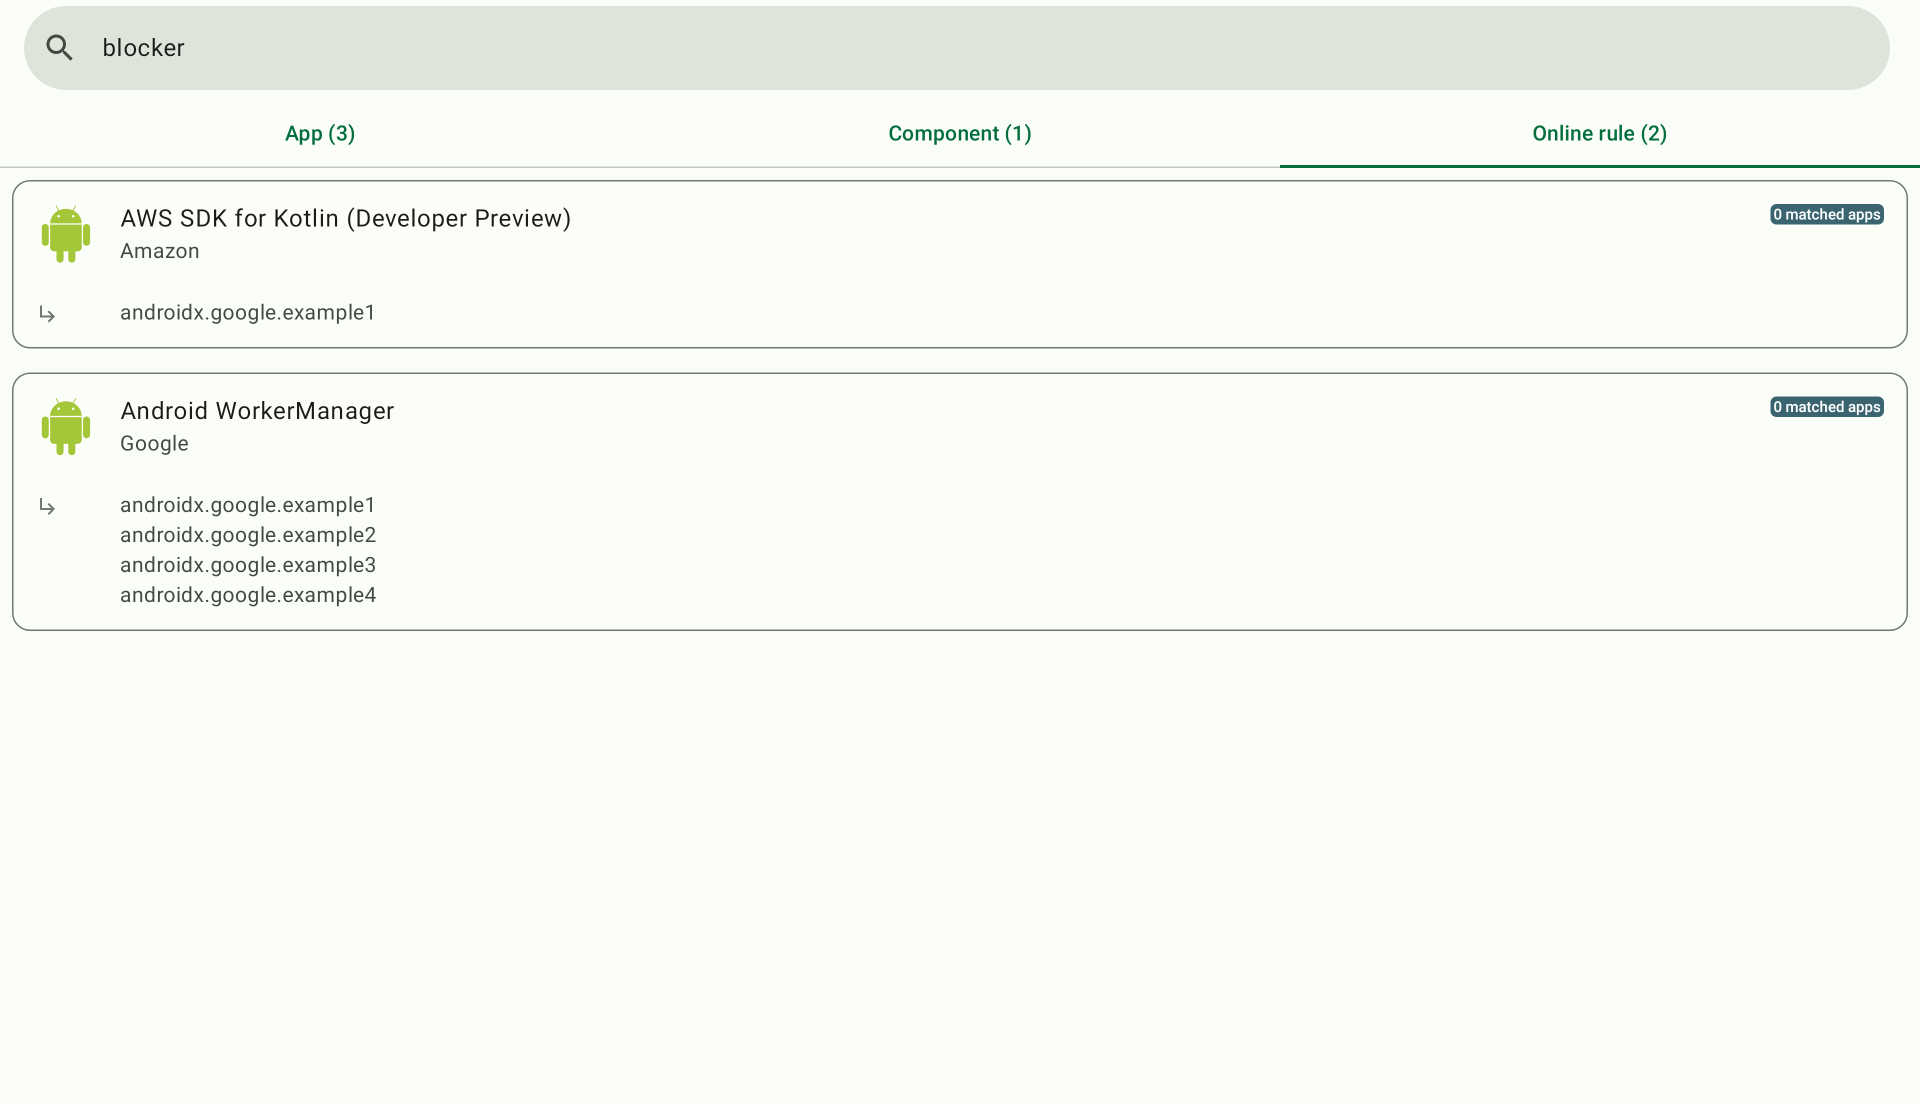 blocker
App (3)
Component (1)
Online rule (2)
AWS SDK for Kotlin (Developer Preview)
0 matched apps
Amazon
androidx.google.example1
Android WorkerManager
0 matched apps
Google
androidx.google.example1
androidx.google.example2
androidx.google.example3
androidx.google.example4